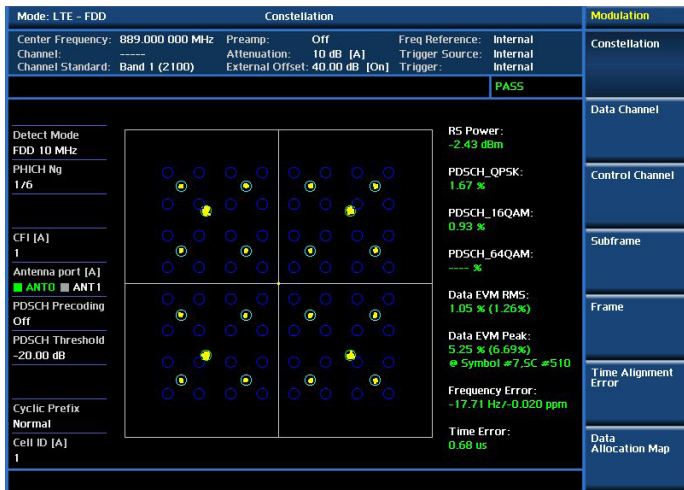 Mode: LTE - FDD
Constellation
Modulation
Center Frequency: 889.000 000 MHz Preamp: Off Freq Reference: Internal
Channel: ----- Attenuation: 10 dB [A] Trigger Source: Internal
Channel Standard: Band 1 (2100) External Offset: 40.00 dB [On] Trigger: Internal
PASS
Detect Mode
FDD 10 MHz
PHICH Ng
1/6
CFI [A]
1
Antenna port [A]
ANT0 ANT1
PDSCH Precoding
Off
PDSCH Threshold
-20.00 dB
Cyclic Prefix
Normal
Cell ID [A]
1
RS Power:
-2.43 dBm
PDSCH_QPSK:
1.67 %
PDSCH_16QAM:
0.93 %
PDSCH_64QAM:
---- %
Data EVM RMS:
1.05 % (1.26%)
Data EVM Peak:
5.25 % (6.69%)
@ Symbol #7,SC #510
Frequency Error:
-17.71 Hz/-0.020 ppm
Time Error:
0.68 us
Constellation
Data Channel
Control Channel
Subframe
Frame
Time Alignment
Error
Data
Allocation Map